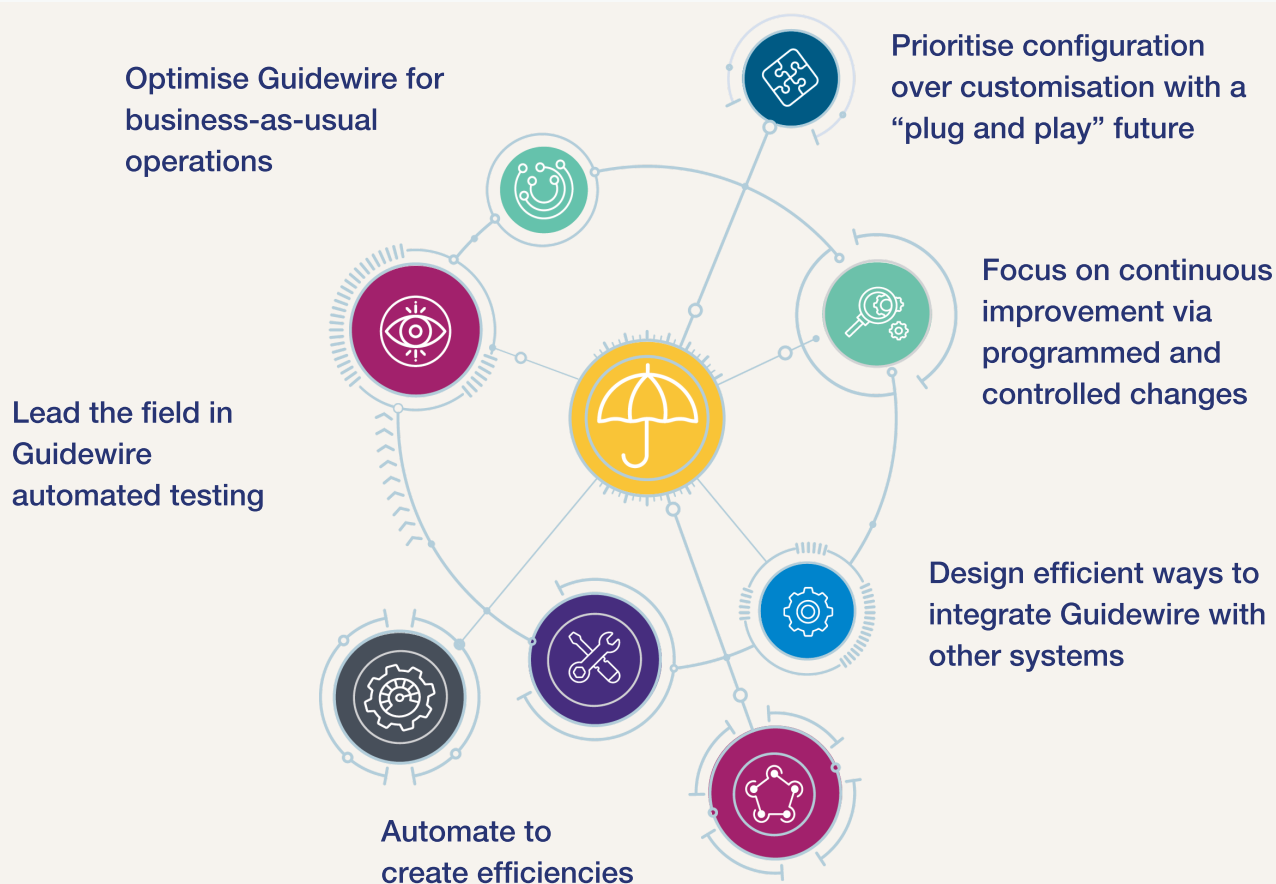 Optimise Guidewire for
business-as-usual
operations
Prioritise configuration
over customisation with a
“plug and play” future
Focus on continuous
improvement via
programmed and
controlled changes
Lead the field in
Guidewire
automated testing
Design efficient ways to
integrate Guidewire with
other systems
Automate to
create efficiencies